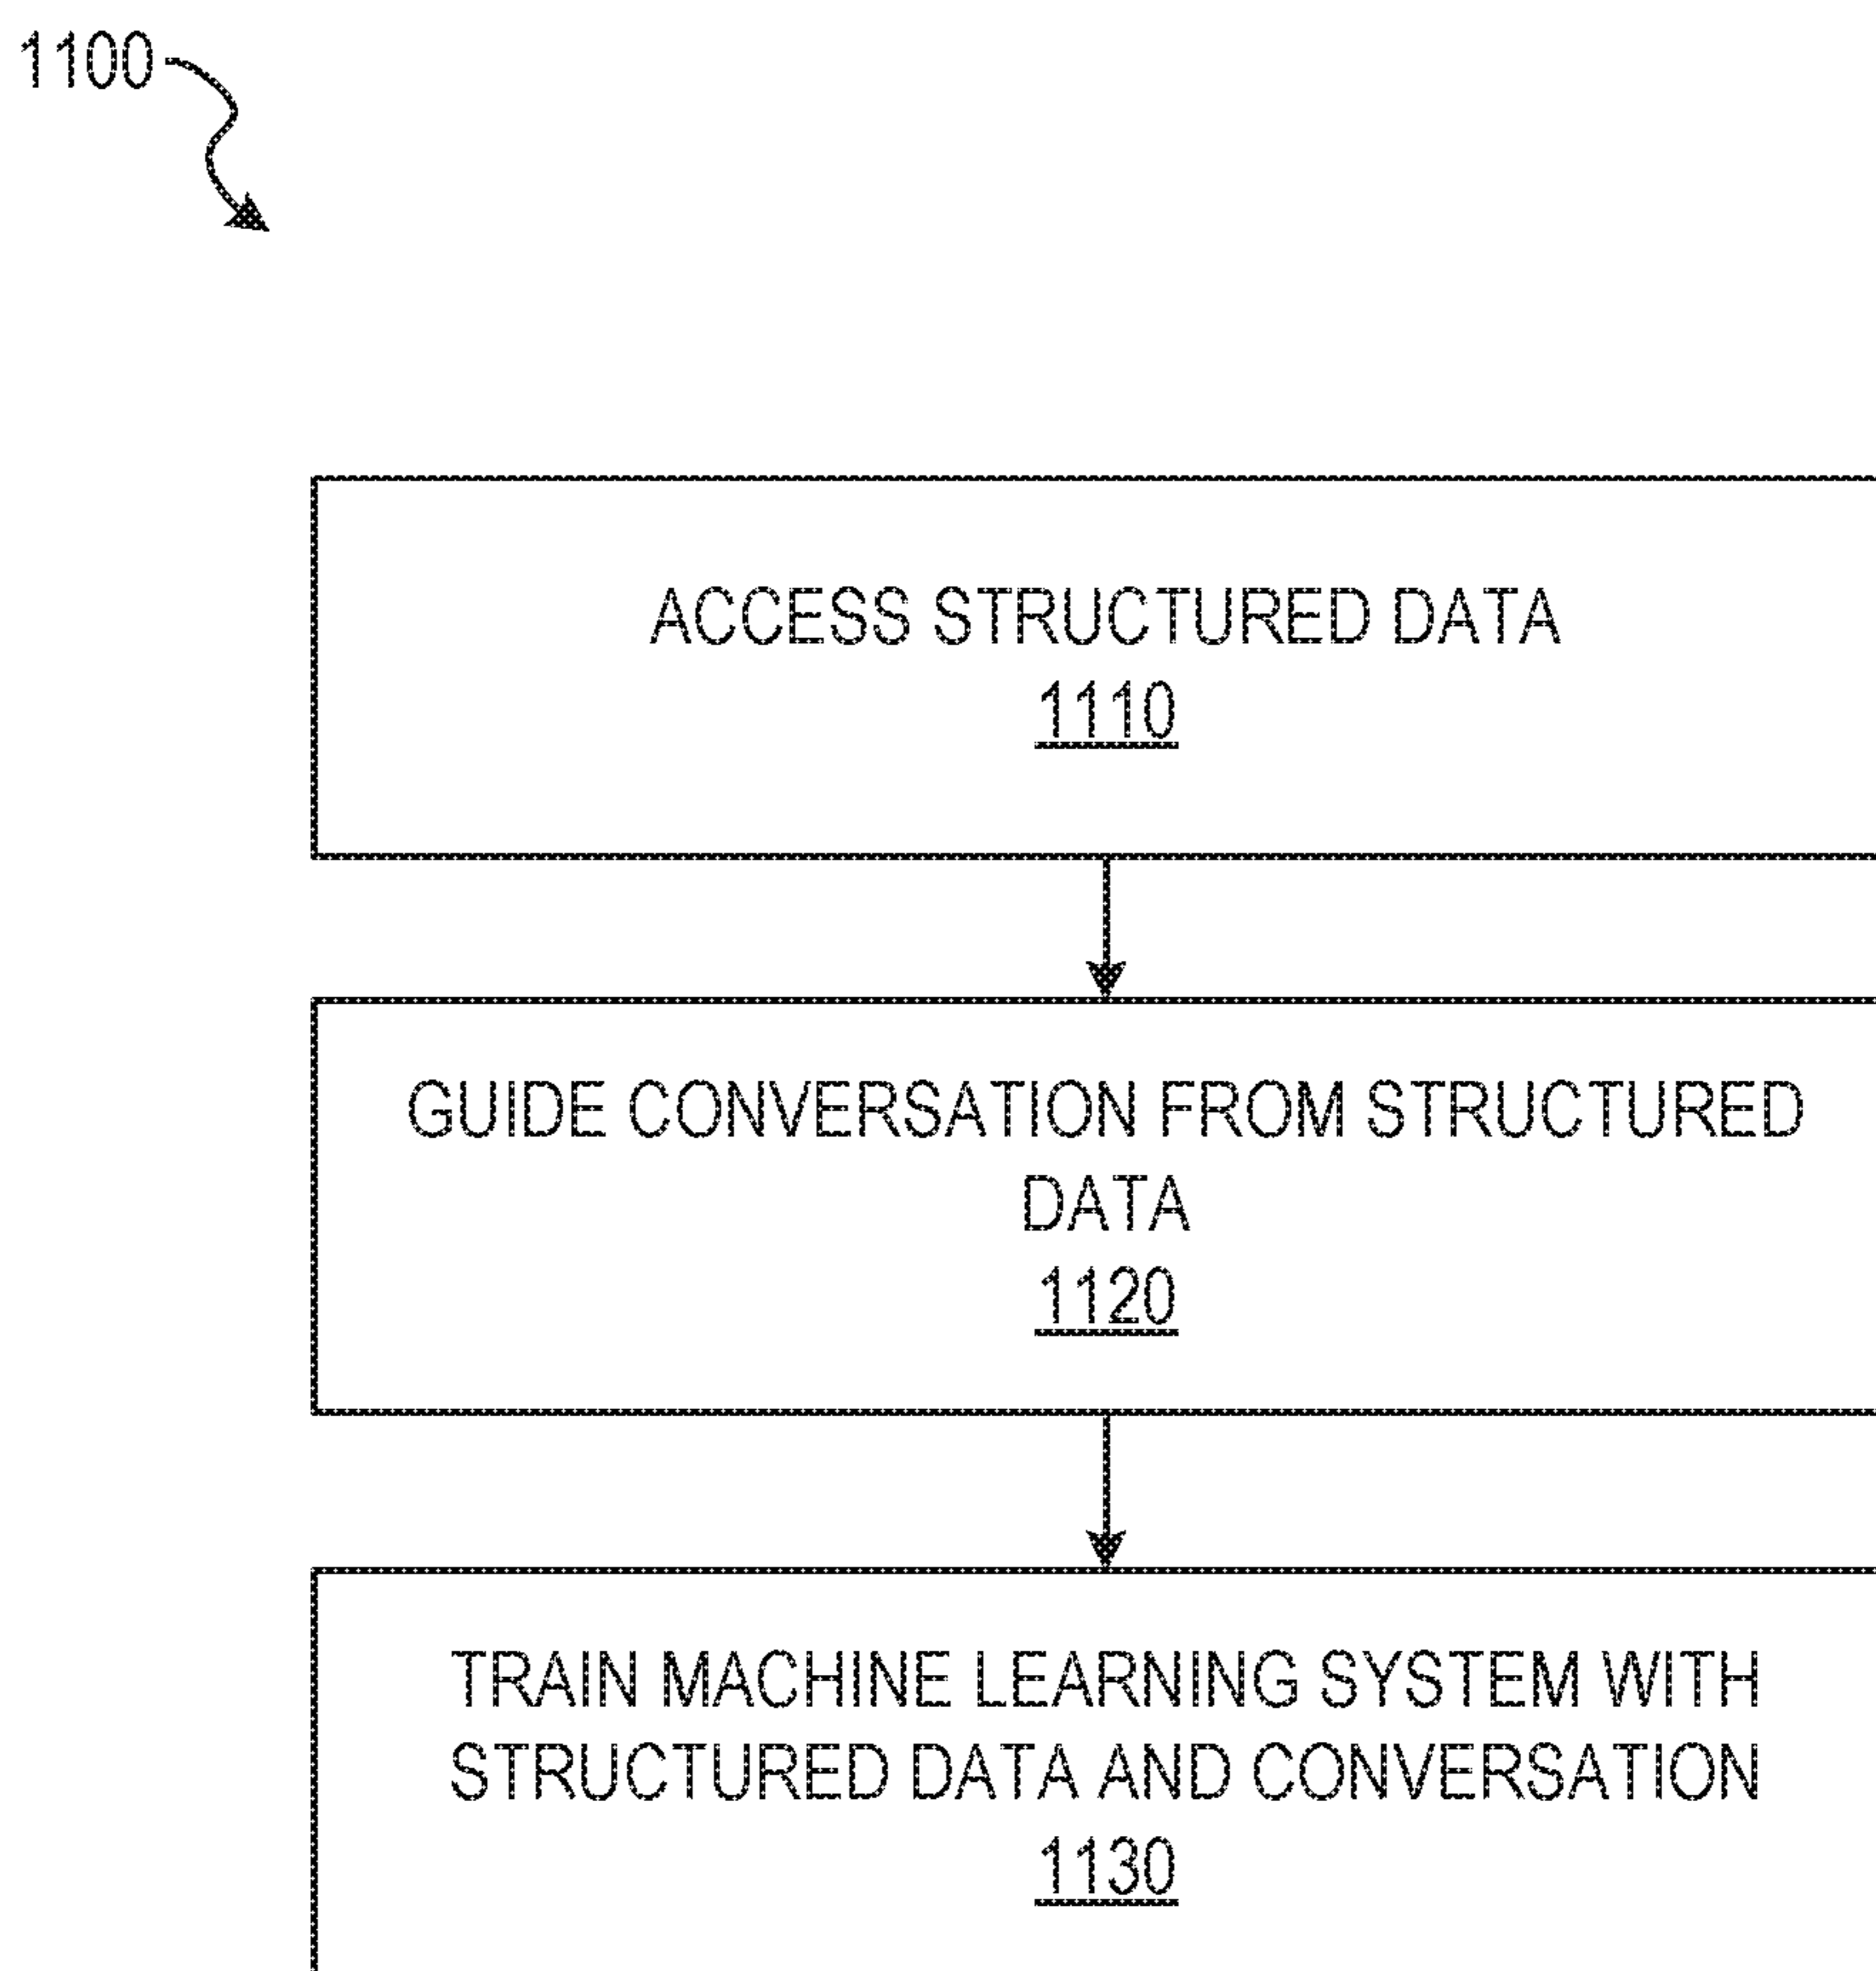 1100
ACCESS STRUCTURED DATA
1110
GUIDE CONVERSATION FROM STRUCTURED
DATA
1120
TRAIN MACHINE LEARNING SYSTEM WITH
STRUCTURED DATA AND CONVERSATION
1130